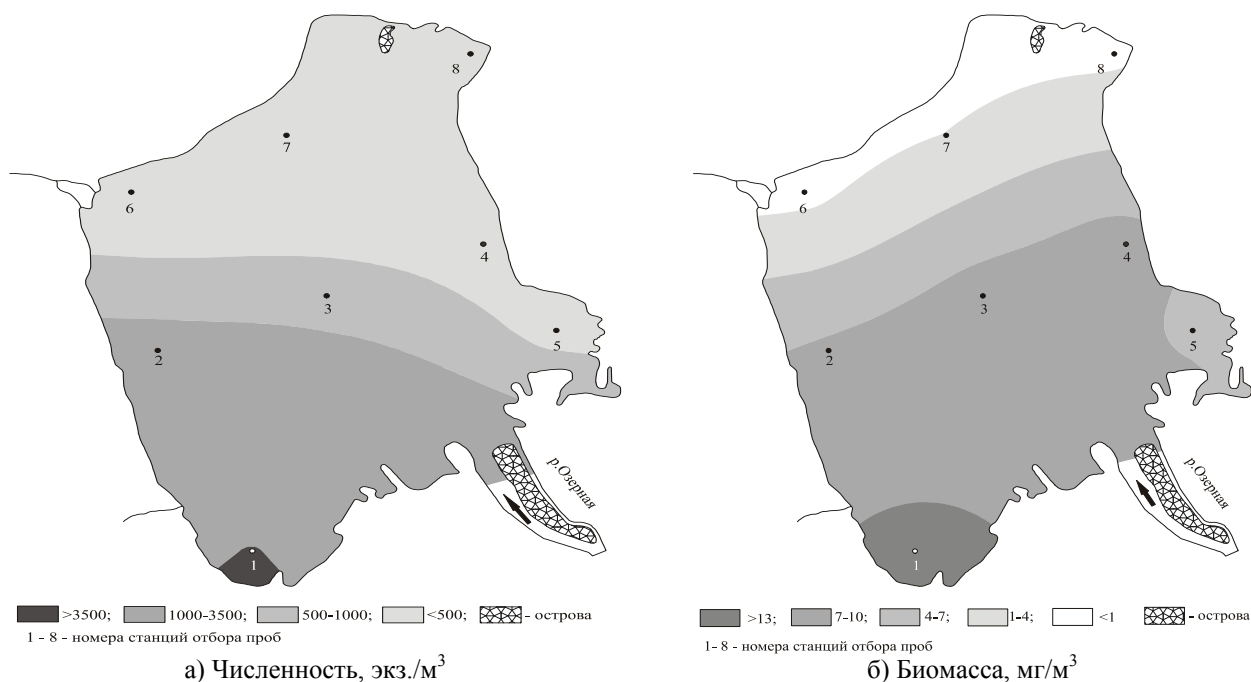 8
7
6
4
3
5
2
р.Озерная
1
>3500; 1000-3500; 500-1000; <500; - острова
1 - 8 - номера станций отбора проб
а) Численность, экз./м³
8
7
6
4
3
5
2
р.Озерная
1
>13; 7-10; 4-7; 1-4; <1 - острова
1- 8 - номера станций отбора проб
б) Биомасса, мг/м³